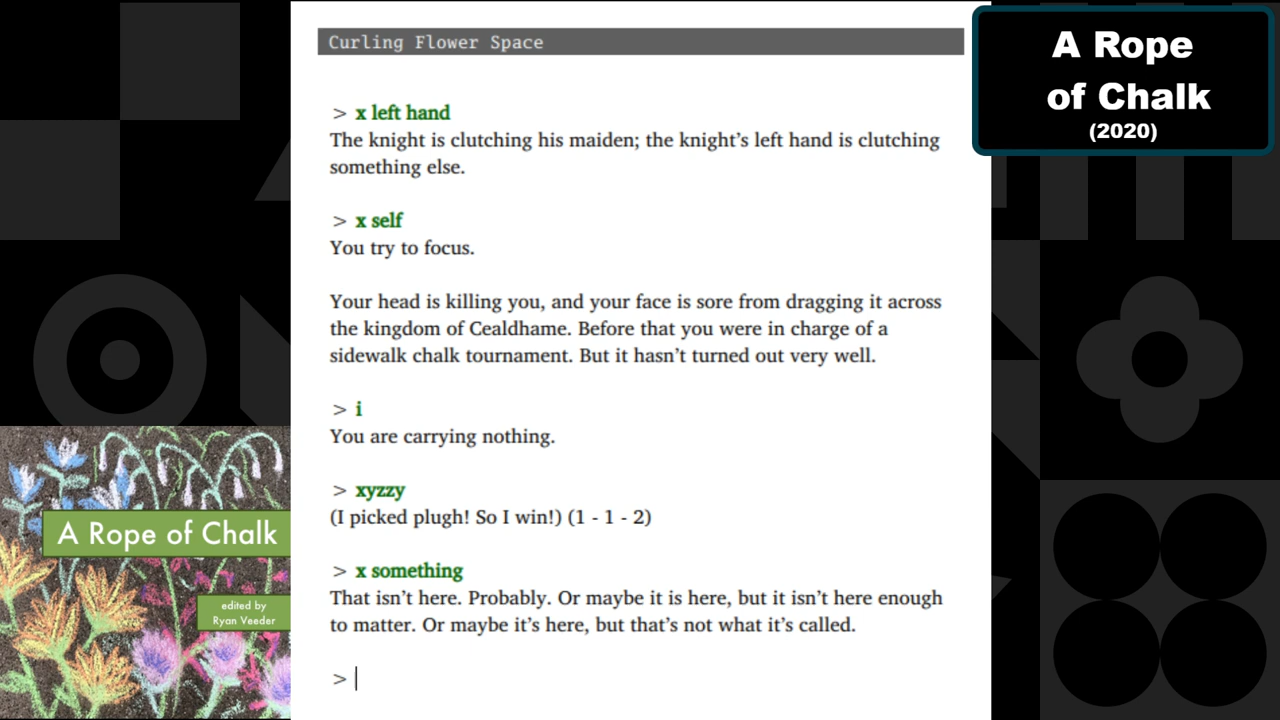 Curling Flower Space
> x left hand
The knight is clutching his maiden; the knight’s left hand is clutching
something else.
> x self
You try to focus.
Your head is killing you, and your face is sore from dragging it across
the kingdom of Cealdhame. Before that you were in charge of a
sidewalk chalk tournament. But it hasn’t turned out very well.
> i
You are carrying nothing.
> xyzzy
(I picked plugh! So I win!) (1 - 1 - 2)
> x something
That isn’t here. Probably. Or maybe it is here, but it isn’t here enough
to matter. Or maybe it’s here, but that’s not what it’s called.
>
A Rope
of Chalk
(2020)
A Rope of Chalk
edited by
Ryan Veeder